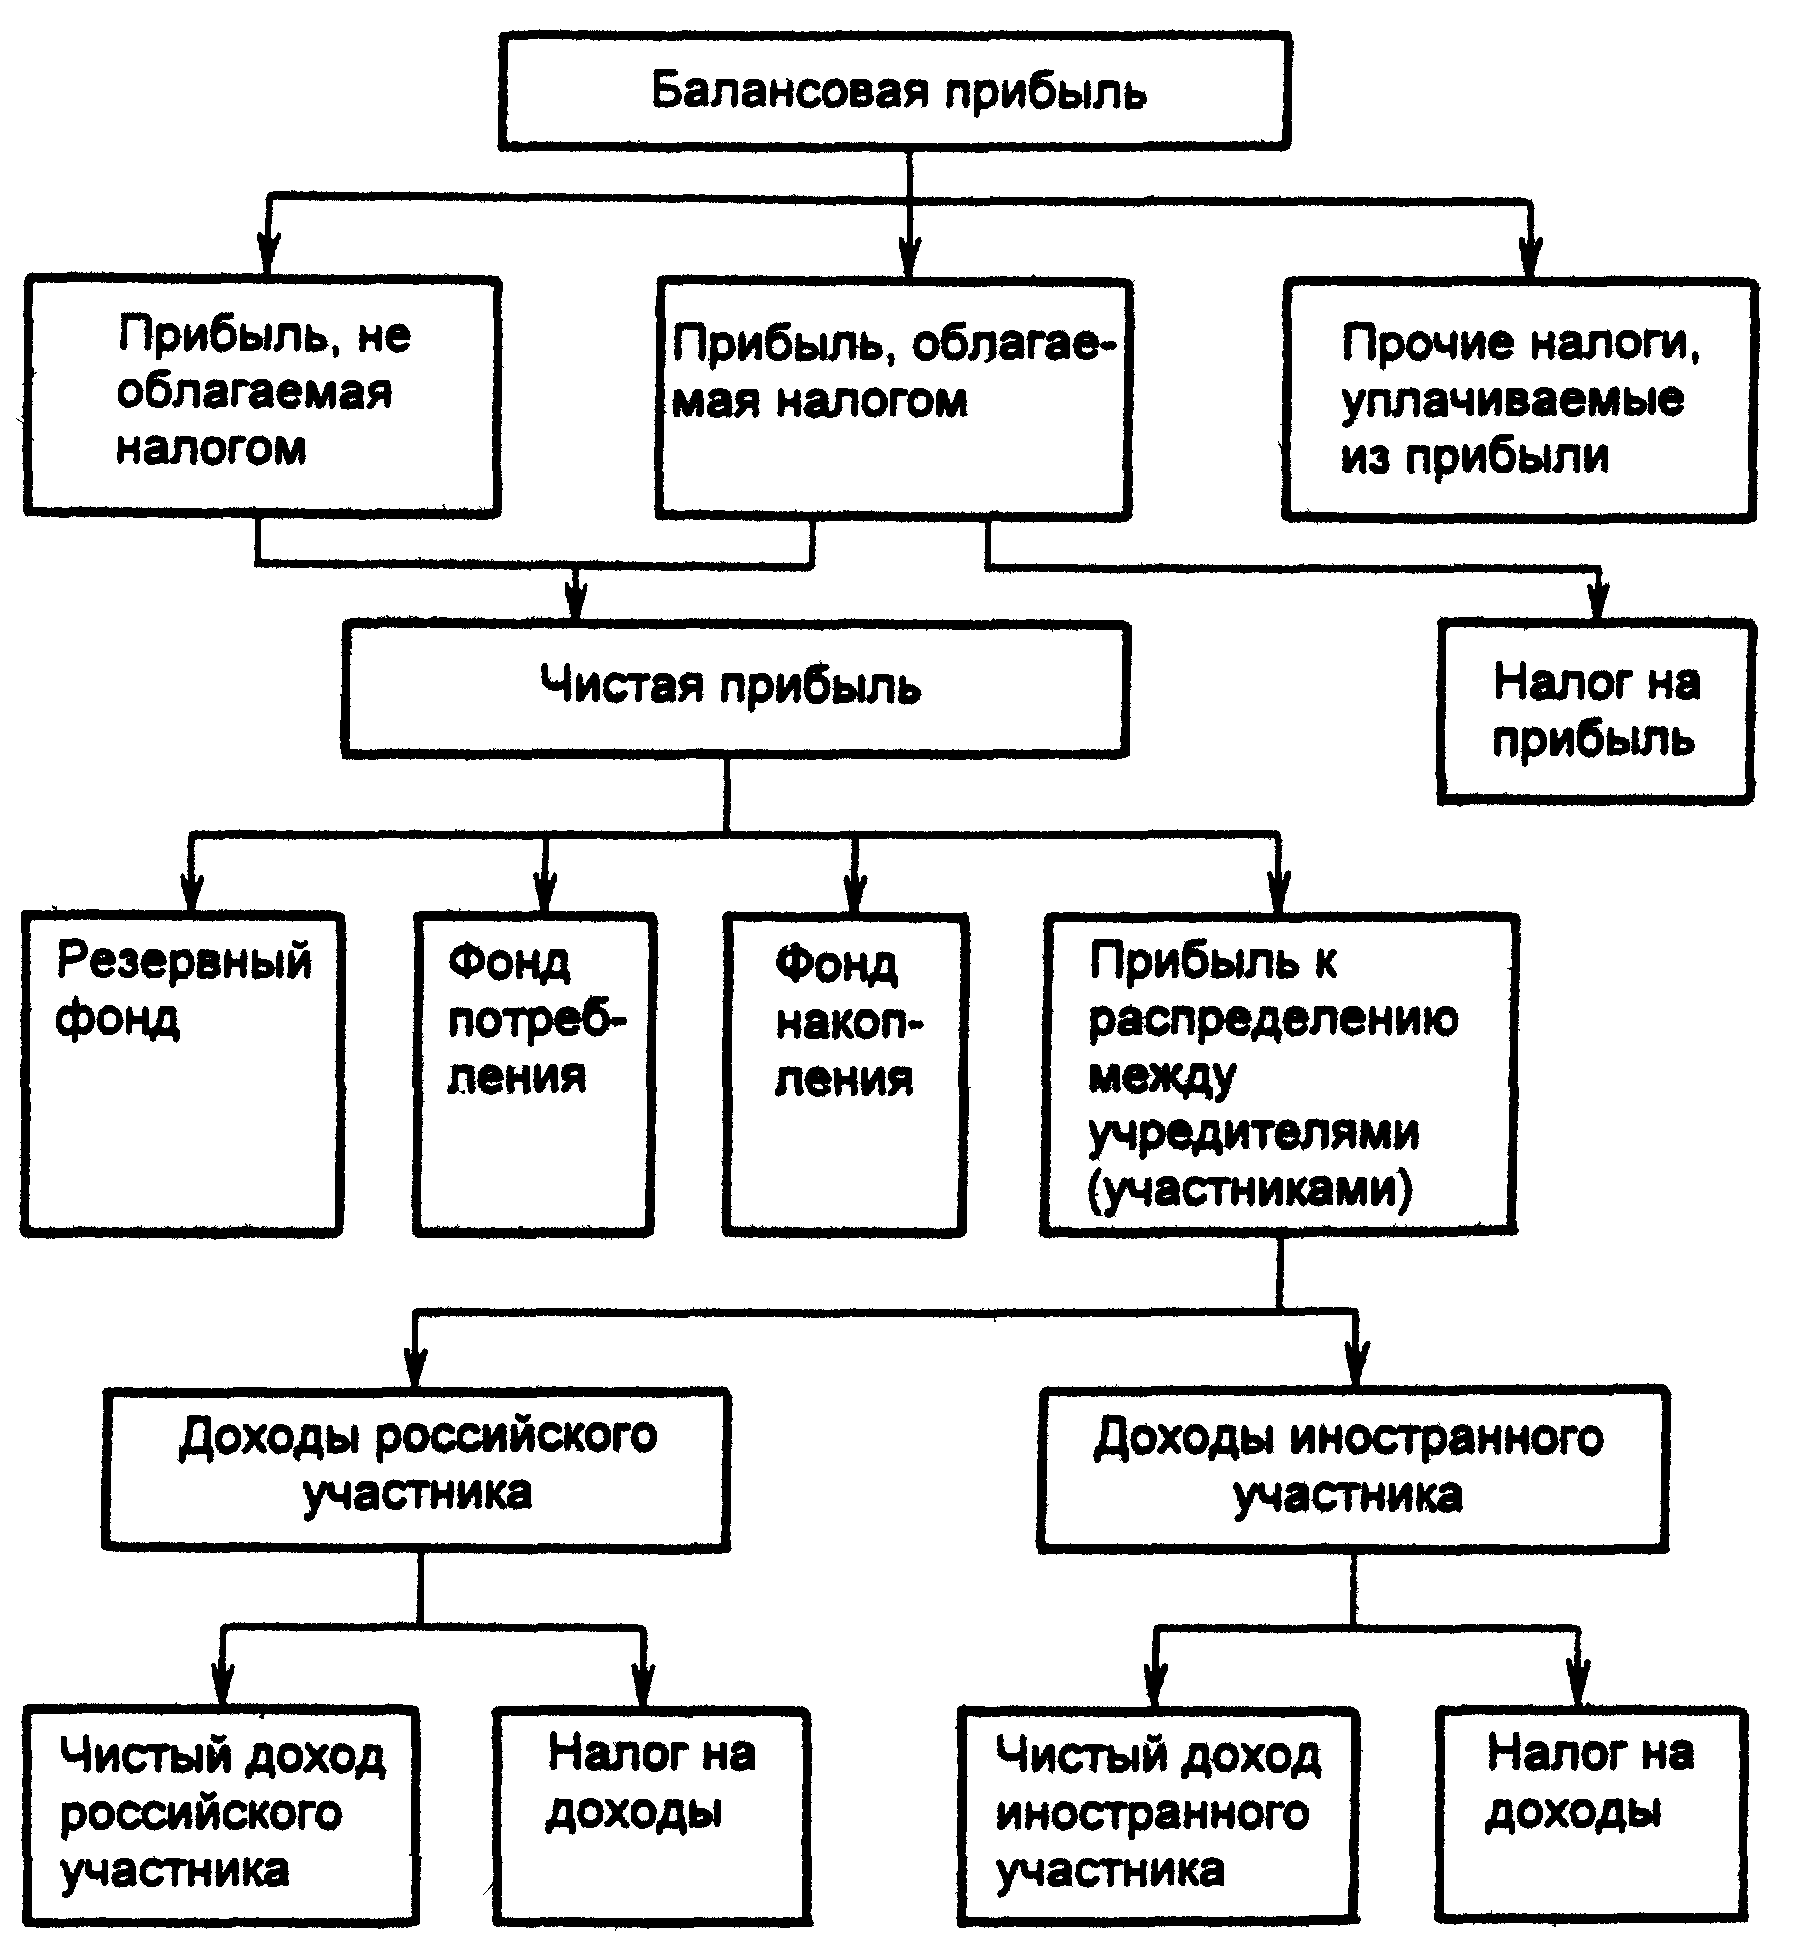 Балансовая прибыль
Прибыль, не
облагаемая
налогом
Прибыль, облагае-
мая налогом
Прочие налоги,
уплачиваемые
из прибыли
Чистая прибыль
Налог на
прибыль
Резервный
фонд
Фонд
потреб-
ления
Фонд
накоп-
ления
Прибыль к
распределению
между
учредителями
(участниками)
Доходы российского
участника
Доходы иностранного
участника
Чистый доход
российского
участника
Налог на
доходы
Чистый доход
иностранного
участника
Налог на
доходы